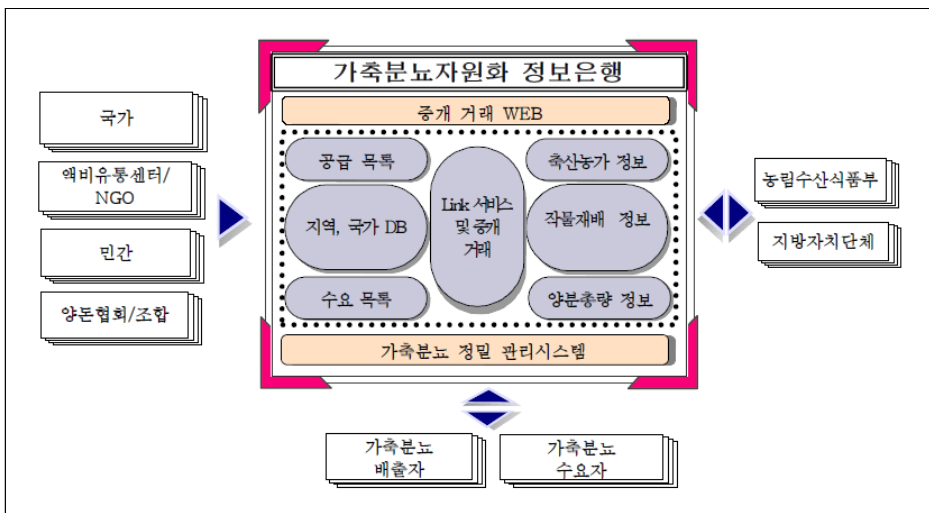 가축분뇨자원화 정보은행
중개 거래 WEB
국가
액비유통센터/
NGO
민간
양돈협회/조합
공급 목록
지역, 국가 DB
수요 목록
Link 서비스
및 중개
거래
축산농가 정보
작물재배 정보
양분총량 정보
가축분뇨 정밀 관리시스템
농림수산식품부
지방자치단체
가축분뇨
배출자
가축분뇨
수요자